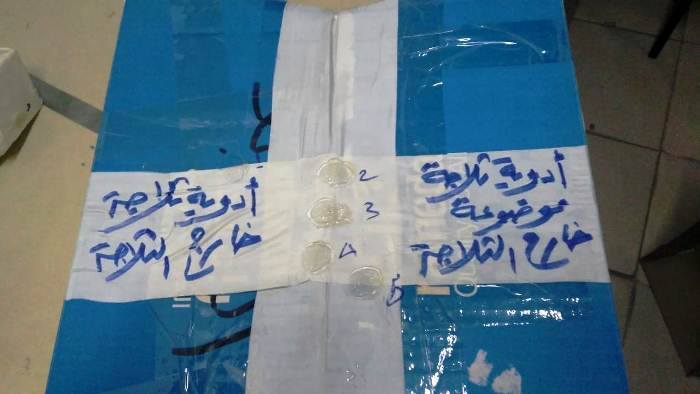 أدوية ثلاجة
موضوعة
خارج الثلاجة
أدوية ثلاجة
خارج الثلاجة
2
3
4
5